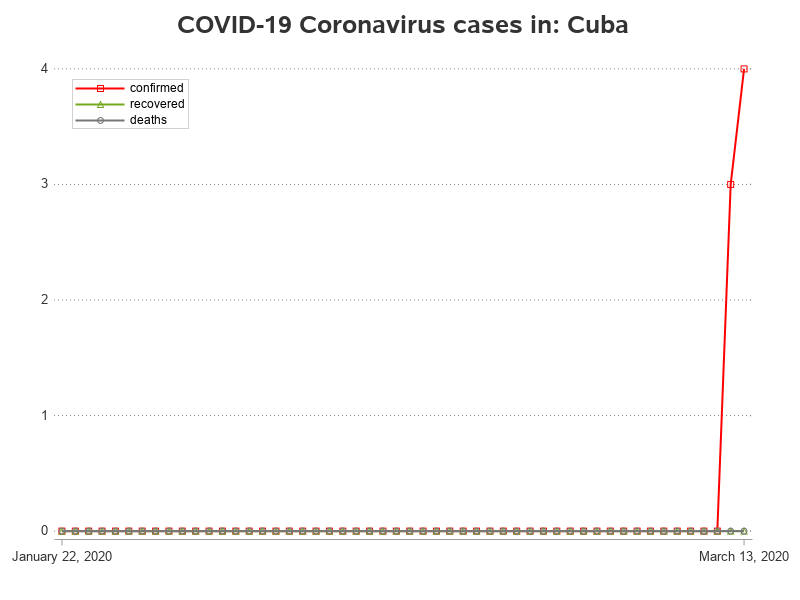 COVID-19 Coronavirus cases in: Cuba
4
confirmed
recovered
deaths
3
2
1
0
January 22, 2020
March 13, 2020